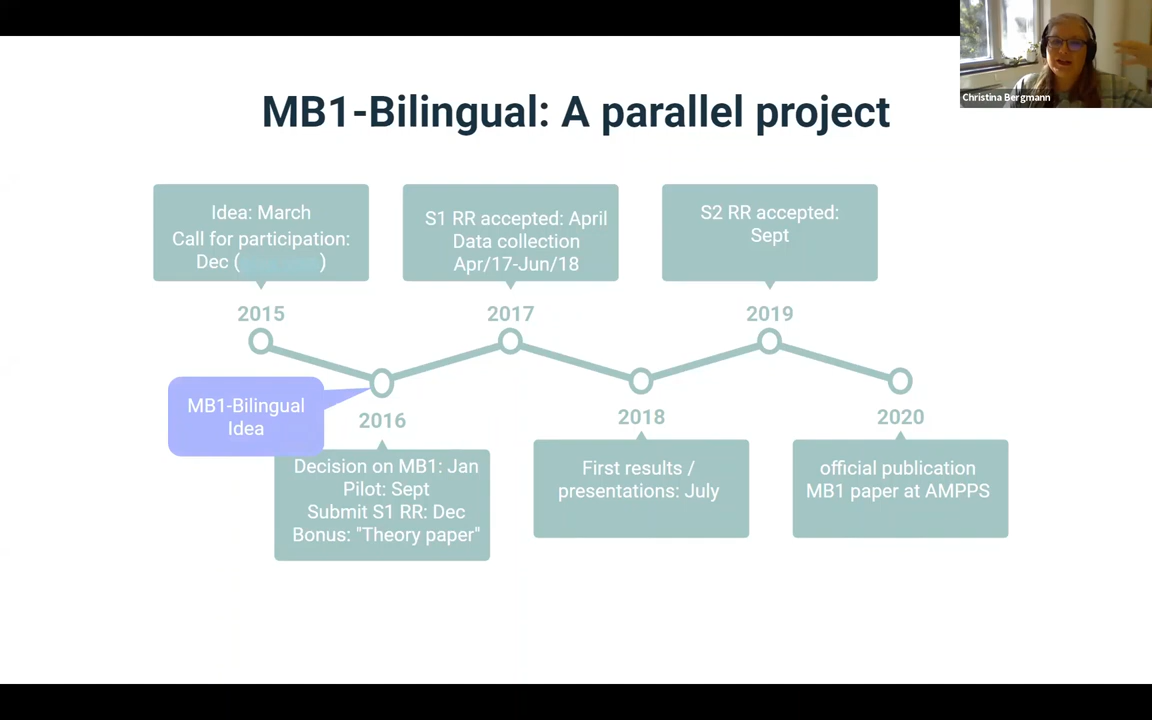 Christina Bergmann
MB1-Bilingual: A parallel project
Idea: March
Call for participation:
Dec ( )
2015
MB1-Bilingual
Idea
2016
Decision on MB1: Jan
Pilot: Sept
Submit S1 RR: Dec
Bonus: "Theory paper"
S1 RR accepted: April
Data collection
Apr/17-Jun/18
2017
2018
First results /
presentations: July
S2 RR accepted:
Sept
2019
2020
official publication
MB1 paper at AMPPS